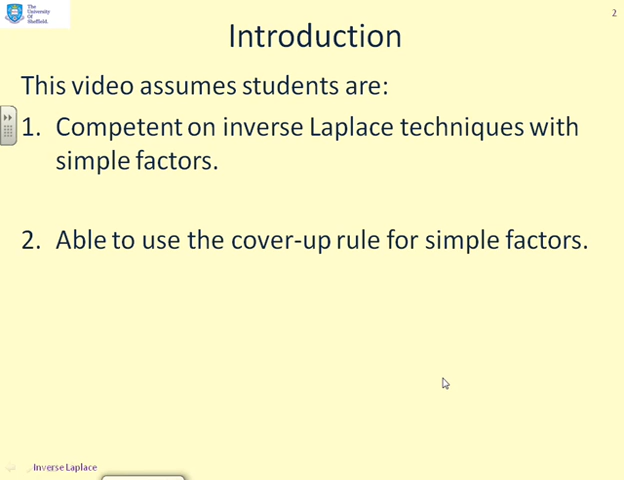 The
University
Of
Sheffield.
2
Introduction
This video assumes students are:
1. Competent on inverse Laplace techniques with
simple factors.
2. Able to use the cover-up rule for simple factors.
Inverse Laplace